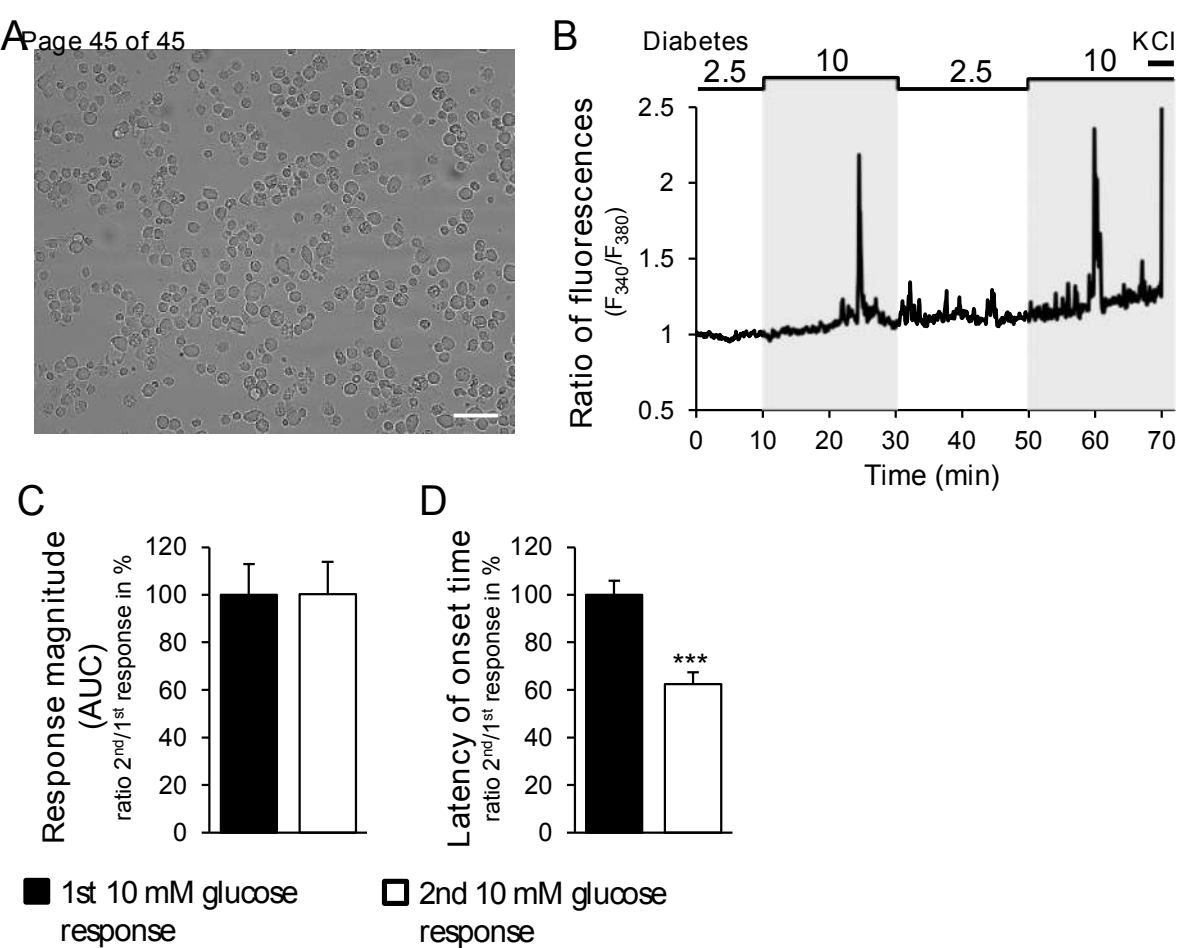 A
Page 45 of 45
B
Diabetes
KCl
2.5
10
2.5
10
Ratio of fluorescences
(F340/F380)
2.5
2
1.5
1
0.5
0 10 20 30 40 50 60 70
Time (min)
C
Response magnitude
(AUC)
ratio 2nd/1st response in %
120
100
80
60
40
20
0
D
Latency of onset time
ratio 2nd/1st response in %
120
100
80
60
40
20
0
***
1st 10 mM glucose
response
2nd 10 mM glucose
response